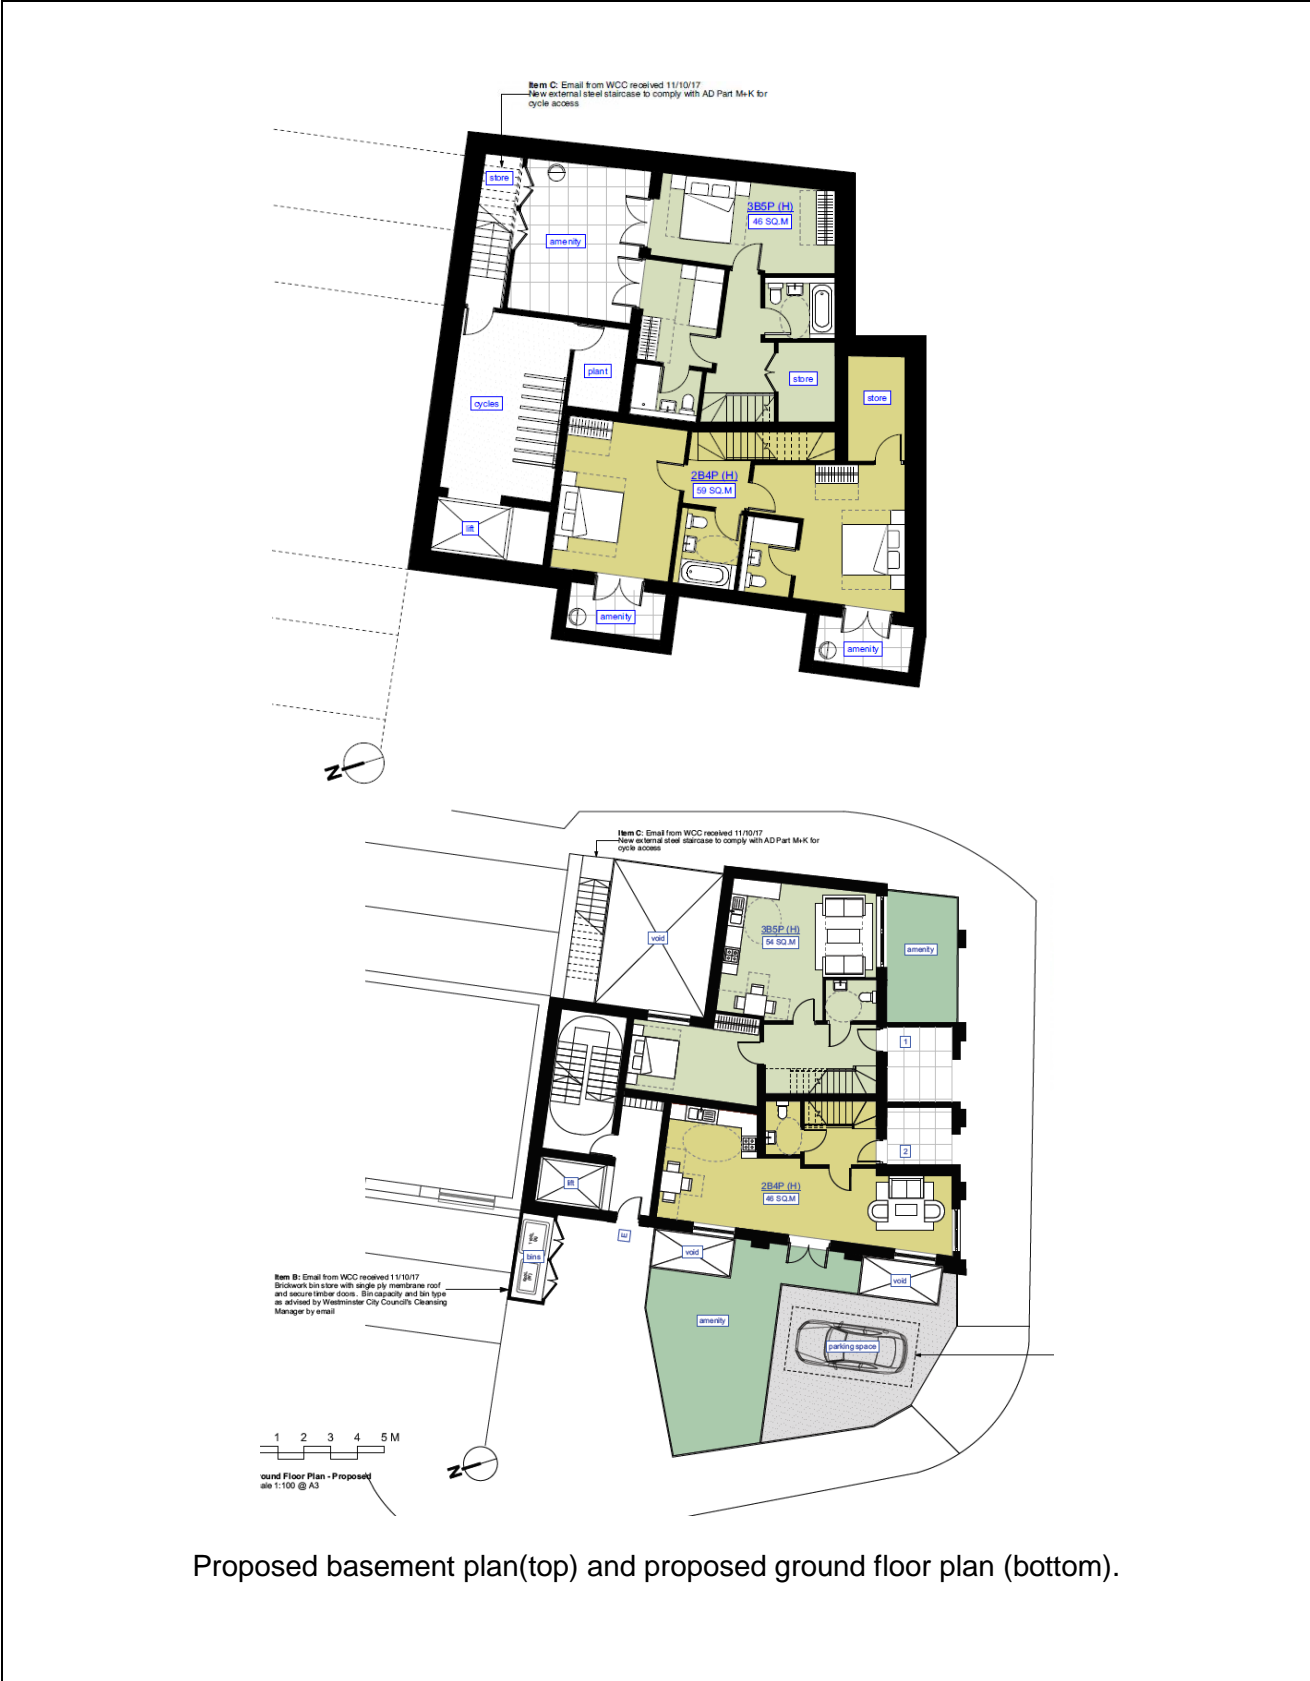 Item C: Email from WCC received 11/10/17
New external steel staircase to comply with AD Part M+K for
cycle access
store
amenity
3B5P (H)
46 SQ.M
plant
store
store
cycles
2B4P (H)
59 SQ.M
lift
amenity
amenity
N
Item C: Email from WCC received 11/10/17
New external steel staircase to comply with AD Part M+K for
cycle access
void
3B5P (H)
54 SQ.M
amenity
1
2
lift
2B4P (H)
46 SQ.M
E
void
bins
void
Item B: Email from WCC received 11/10/17
Brickwork bin store with single ply membrane roof
and secure timber doors. Bin capacity and bin type
as advised by Westminster City Council's Cleansing
Manager by email
amenity
parking space
1 2 3 4 5 M
N
ound Floor Plan - Proposed
ale 1:100 @ A3
Proposed basement plan(top) and proposed ground floor plan (bottom).